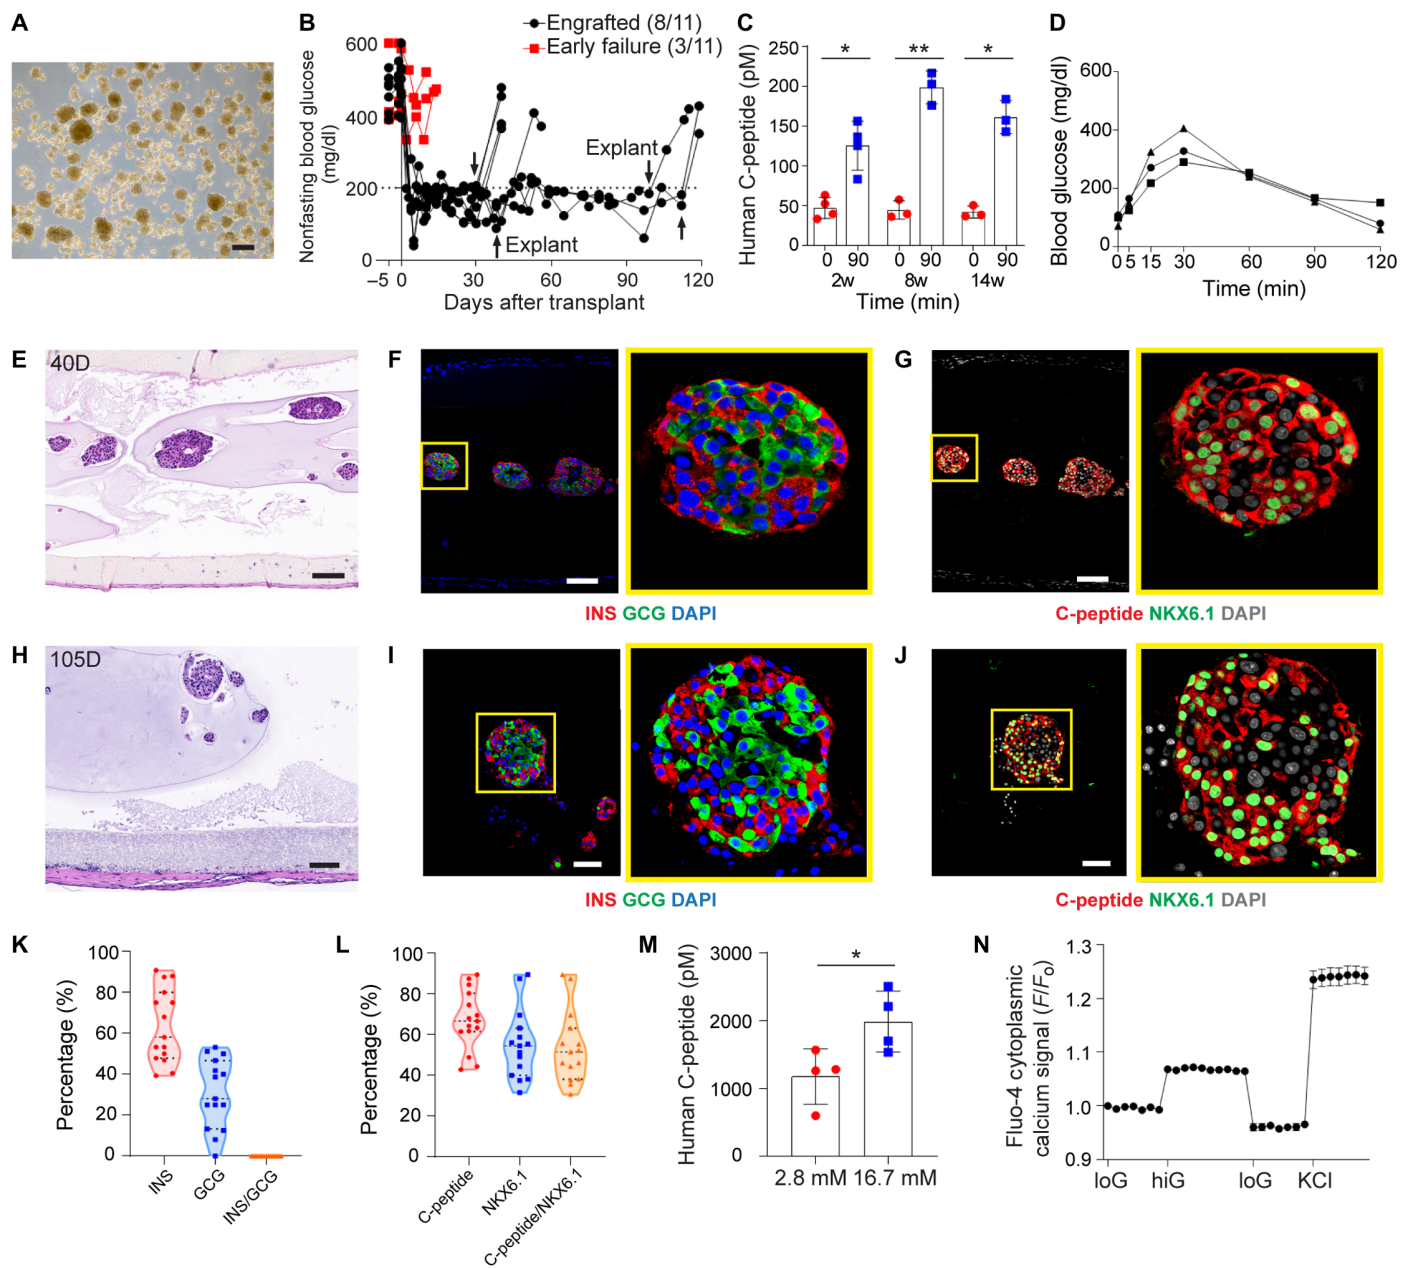 A
B
Engrafted (8/11)
Early failure (3/11)
Nonfasting blood glucose
(mg/dl)
600
400
200
0
Explant
Explant
–5 0 30 60 90 120
Days after transplant
C
* ** *
Human C-peptide (pM)
250
200
150
100
50
0
0 90 0 90 0 90
2w 8w 14w
Time (min)
D
Blood glucose (mg/dl)
600
400
200
0
0 5 15 30 60 90 120
Time (min)
E
40D
F
INS GCG DAPI
G
C-peptide NKX6.1 DAPI
H
105D
I
INS GCG DAPI
J
C-peptide NKX6.1 DAPI
K
Percentage (%)
100
80
60
40
20
0
INS
GCG
INS/GCG
L
Percentage (%)
100
80
60
40
20
0
C-peptide
NKX6.1
C-peptide/NKX6.1
M
*
Human C-peptide (pM)
3000
2000
1000
0
2.8 mM 16.7 mM
N
Fluo-4 cytoplasmic
calcium signal (F/Fo)
1.3
1.2
1.1
1.0
0.9
loG hiG loG KCl